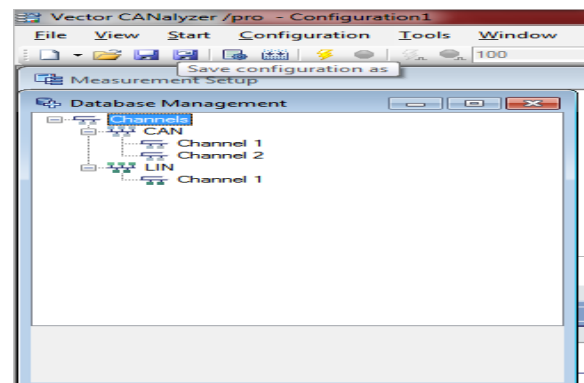 Vector CANalyzer /pro - Configuration1
File View Start Configuration Tools Window
100
Save configuration as
Measurement Setup
Database Management
Channels
CAN
Channel 1
Channel 2
LIN
Channel 1